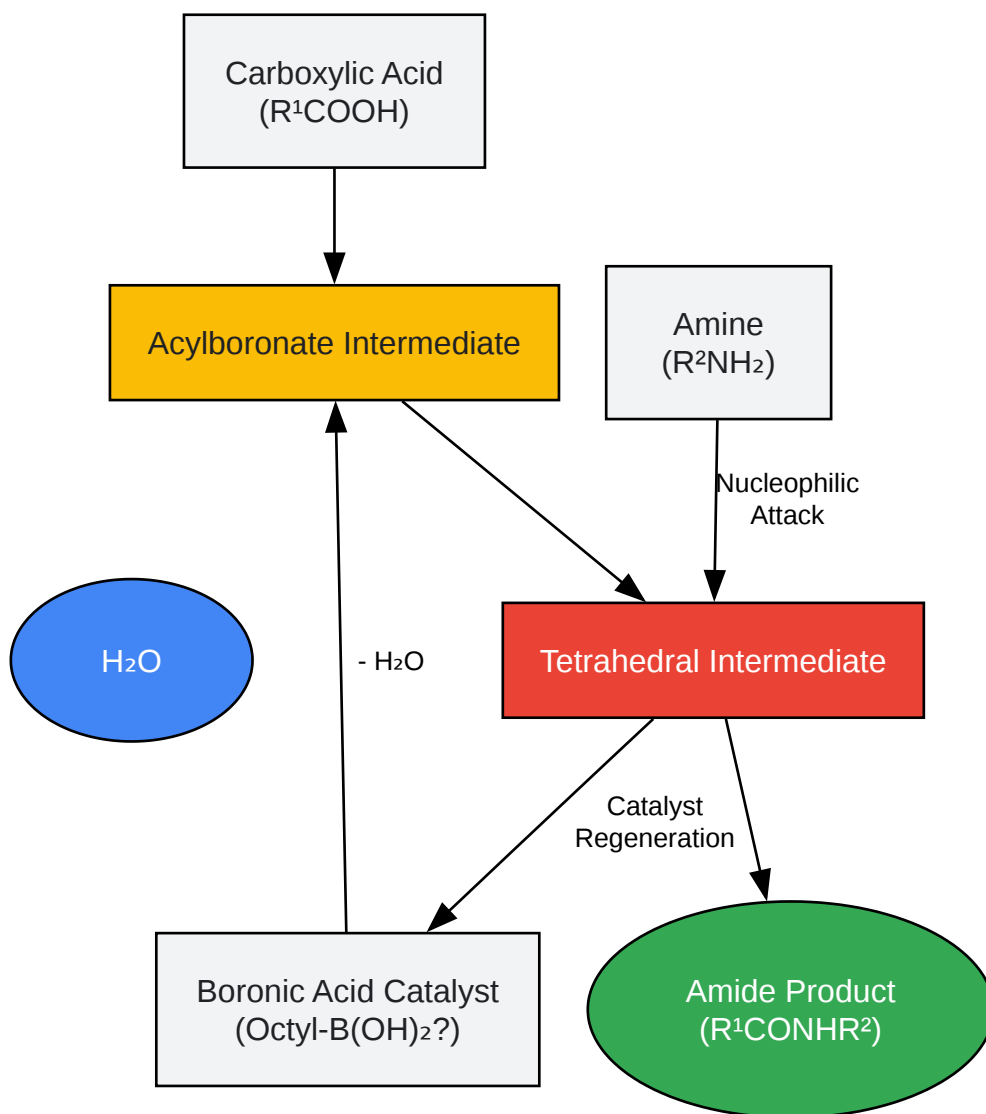 Carboxylic Acid
(R¹COOH)
Acylboronate Intermediate
Amine
(R²NH₂)
Nucleophilic
Attack
H₂O
- H₂O
Tetrahedral Intermediate
Catalyst
Regeneration
Boronic Acid Catalyst
(Octyl-B(OH)₂?)
Amide Product
(R¹CONHR²)